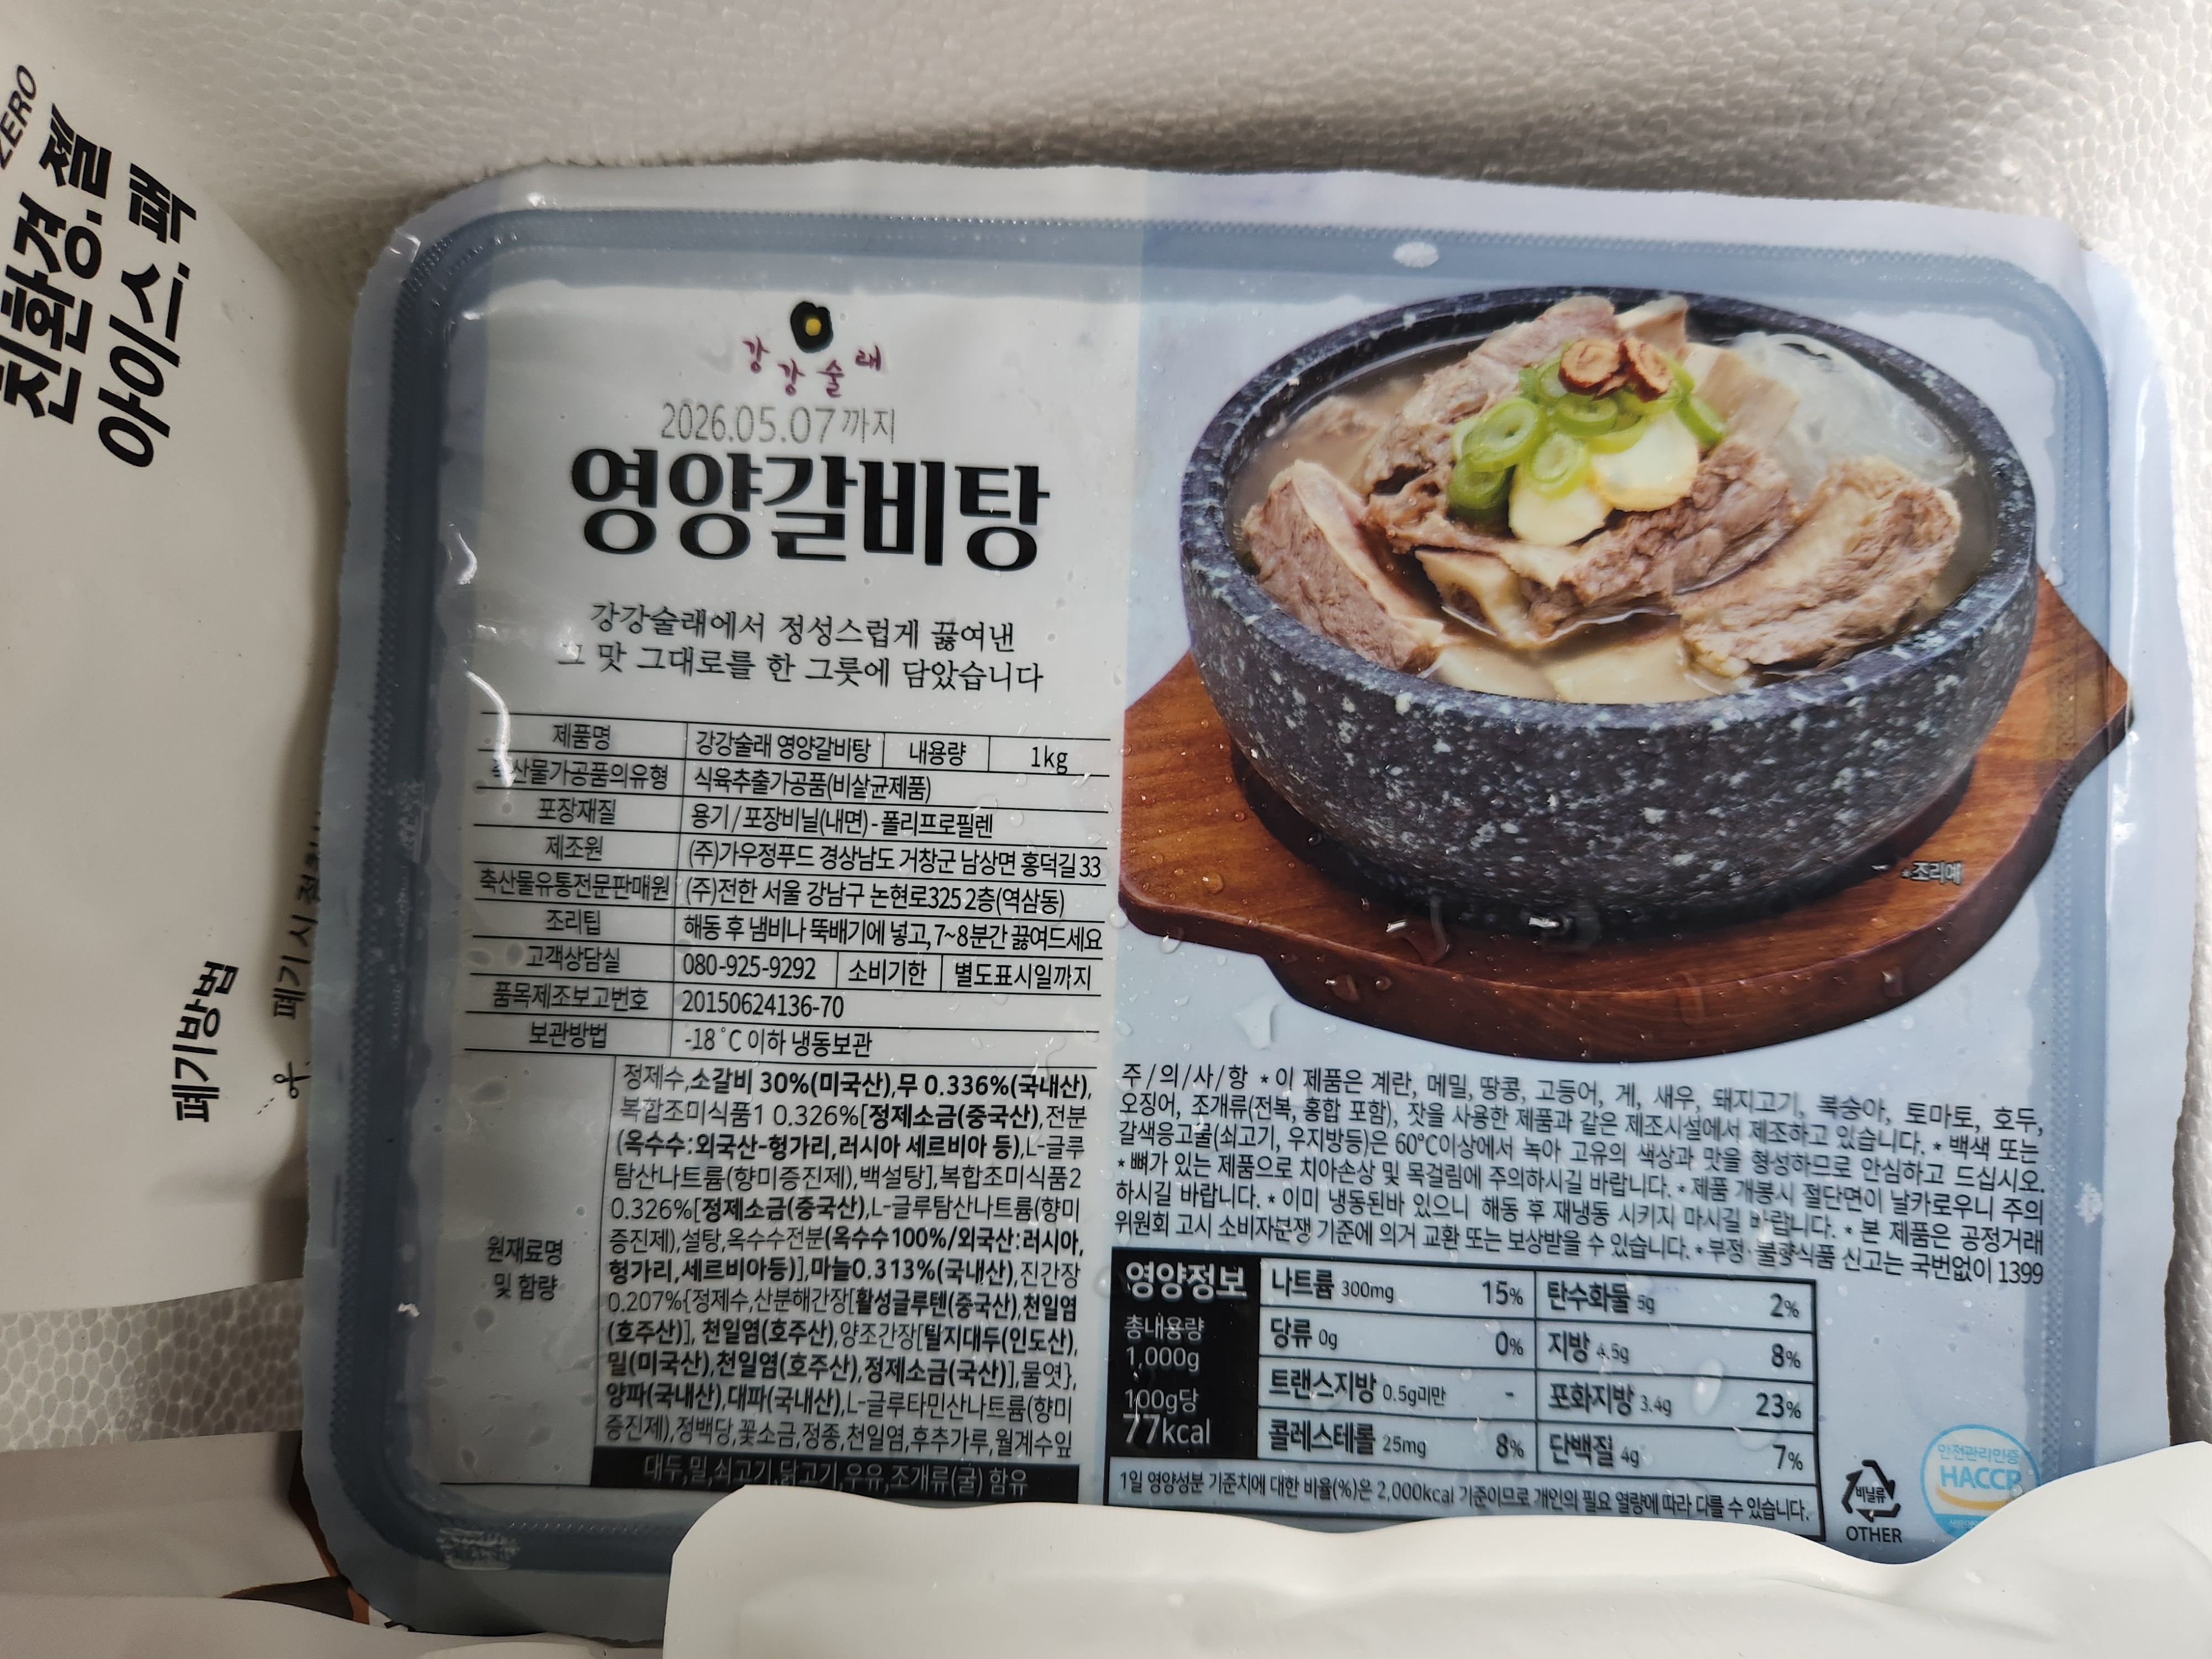 ZERO
친환경.젤
아이스.팩
폐기방법
폐기 시
강강술래
2026.05.07까지
영양갈비탕
강강술래에서 정성스럽게 끓여낸
그 맛 그대로를 한 그릇에 담았습니다
제품명 강강술래 영양갈비탕 내용량 1kg
축산물가공품의유형 식육추출가공품(비살균제품)
포장재질 용기/포장비닐(내면)-폴리프로필렌
제조원 (주)가우정푸드 경상남도 거창군 남상면 홍덕길 33
축산물유통전문판매원 (주)전한 서울 강남구 논현로325 2층(역삼동)
조리팁 해동 후 냄비나 뚝배기에 넣고, 7~8분간 끓여드세요
고객상담실 080-925-9292 소비기한 별도표시일까지
품목제조보고번호 20150624136-70
보관방법 -18˚C 이하 냉동보관
원재료명
및 함량
정제수,소갈비 30%(미국산),무 0.336%(국내산),
복합조미식품1 0.326%[정제소금(중국산),전분
(옥수수:외국산-헝가리,러시아 세르비아 등),L-글루
탐산나트륨(향미증진제),백설탕],복합조미식품2
0.326%[정제소금(중국산),L-글루탐산나트륨(향미
증진제),설탕,옥수수전분(옥수수100%/외국산:러시아,
헝가리,세르비아등)],마늘0.313%(국내산),진간장
0.207%{정제수,산분해간장[활성글루텐(중국산),천일염
(호주산)], 천일염(호주산),양조간장[탈지대두(인도산),
밀(미국산),천일염(호주산),정제소금(국산)],물엿},
양파(국내산),대파(국내산),L-글루타민산나트륨(향미
증진제),정백당,꽃소금,정종,천일염,후추가루,월계수잎
대두,밀,쇠고기,닭고기,우유,조개류(굴) 함유
*조리예
주/의/사/항 *이 제품은 계란, 메밀, 땅콩, 고등어, 게, 새우, 돼지고기, 복숭아, 토마토, 호두,
오징어, 조개류(전복, 홍합 포함), 잣을 사용한 제품과 같은 제조시설에서 제조하고 있습니다. * 백색 또는
갈색응고물(쇠고기, 우지방등)은 60℃이상에서 녹아 고유의 색상과 맛을 형성하므로 안심하고 드십시오.
* 뼈가 있는 제품으로 치아손상 및 목걸림에 주의하시길 바랍니다. * 제품 개봉시 절단면이 날카로우니 주의
하시길 바랍니다. * 이미 냉동된바 있으니 해동 후 재냉동 시키지 마시길 바랍니다. * 본 제품은 공정거래
위원회 고시 소비자분쟁 기준에 의거 교환 또는 보상받을 수 있습니다. * 부정·불량식품 신고는 국번없이 1399
영양정보
총내용량
1,000g
100g당
77kcal
나트륨 300mg 15% 탄수화물 5g 2%
당류 0g 0% 지방 4.5g 8%
트랜스지방 0.5g미만 - 포화지방 3.4g 23%
콜레스테롤 25mg 8% 단백질 4g 7%
1일 영양성분 기준치에 대한 비율(%)은 2,000kcal 기준이므로 개인의 필요 열량에 따라 다를 수 있습니다.
비닐류
OTHER
안전관리인증
HACCP